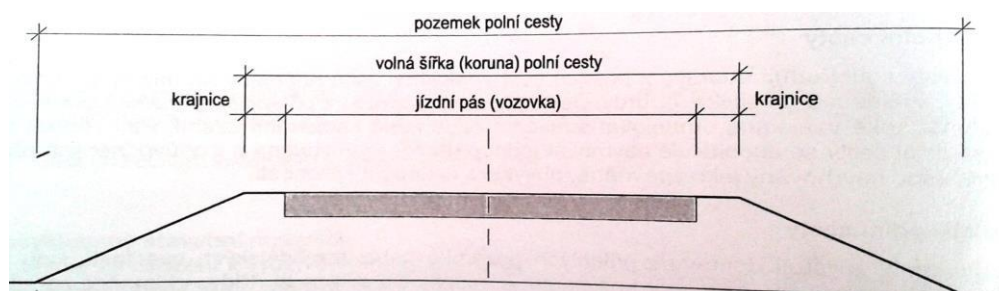 pozemek polní cesty
volná šířka (koruna) polní cesty
krajnice
jízdní pás (vozovka)
krajnice